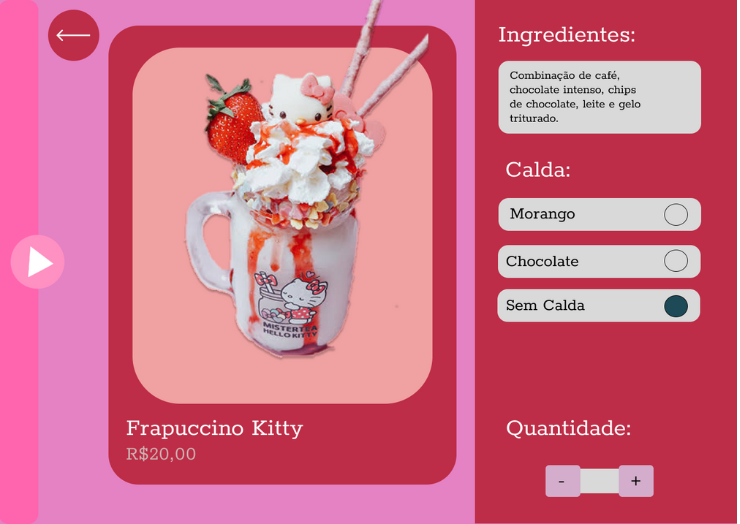 Ingredientes:
Combinação de café,
chocolate intenso, chips
de chocolate, leite e gelo
triturado.
Calda:
Morango
Chocolate
Sem Calda
MISTERTEA
HELLO KITTY
Frapuccino Kitty
R$20,00
Quantidade:
- +